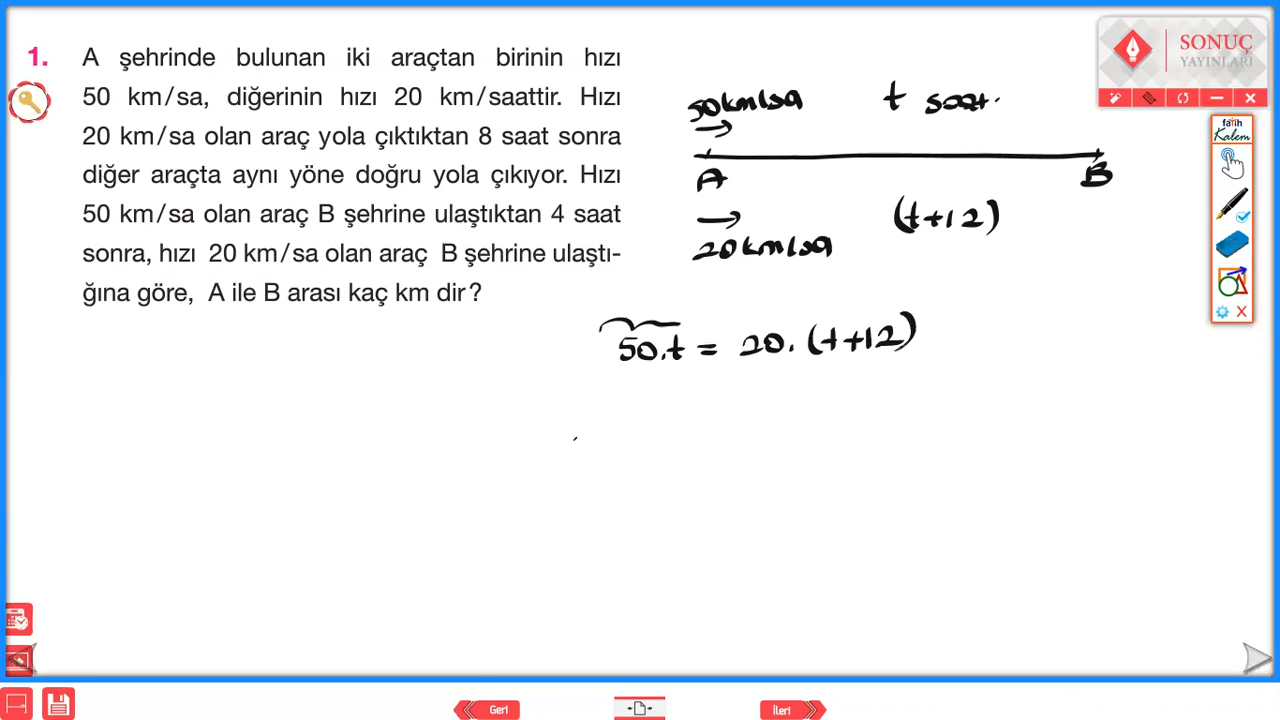 1. A şehrinde bulunan iki araçtan birinin hızı
50 km/sa, diğerinin hızı 20 km/saattir. Hızı
20 km/sa olan araç yola çıktıktan 8 saat sonra
diğer araçta aynı yöne doğru yola çıkıyor. Hızı
50 km/sa olan araç B şehrine ulaştıktan 4 saat
sonra, hızı 20 km/sa olan araç B şehrine ulaştı-
ğına göre, A ile B arası kaç km dir?
50km/sa t saat.
A B
20km/sa (t+12)
50.t = 20.(t+12)
SONUÇ
YAYINLARI
fatih
Kalem
Geri
İleri